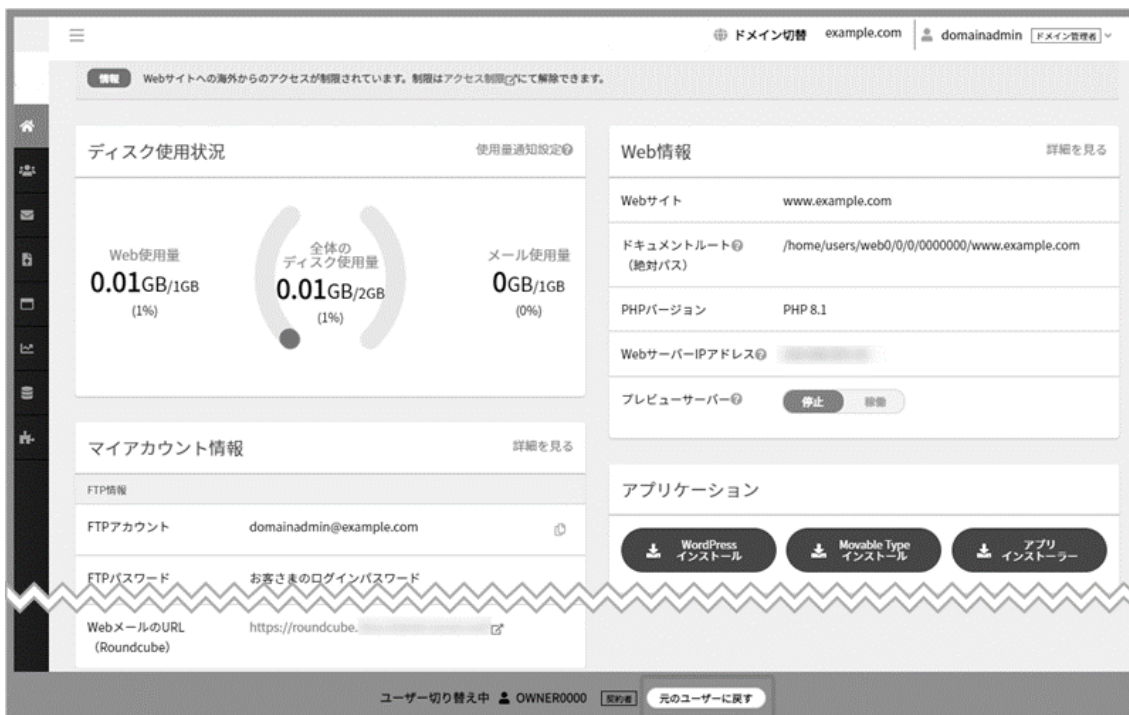 ドメイン切替 example.com domainadmin ドメイン管理者
情報 Webサイトへの海外からのアクセスが制限されています。制限はアクセス制限にて解除できます。
ディスク使用状況 使用量通知設定
Web使用量
0.01GB/1GB
(1%)
全体の
ディスク使用量
0.01GB/2GB
(1%)
メール使用量
0GB/1GB
(0%)
Web情報 詳細を見る
Webサイト www.example.com
ドキュメントルート /home/users/web0/0/0/0000000/www.example.com
（絶対パス）
PHPバージョン PHP 8.1
WebサーバーIPアドレス
プレビューサーバー 停止 稼働
マイアカウント情報 詳細を見る
FTP情報
FTPアカウント domainadmin@example.com
FTPパスワード お客さまのログインパスワード
WebメールのURL https://roundcube.
（Roundcube）
アプリケーション
WordPress
インストール
Movable Type
インストール
アプリ
インストーラー
ユーザー切り替え中 OWNER0000 契約者 元のユーザーに戻す